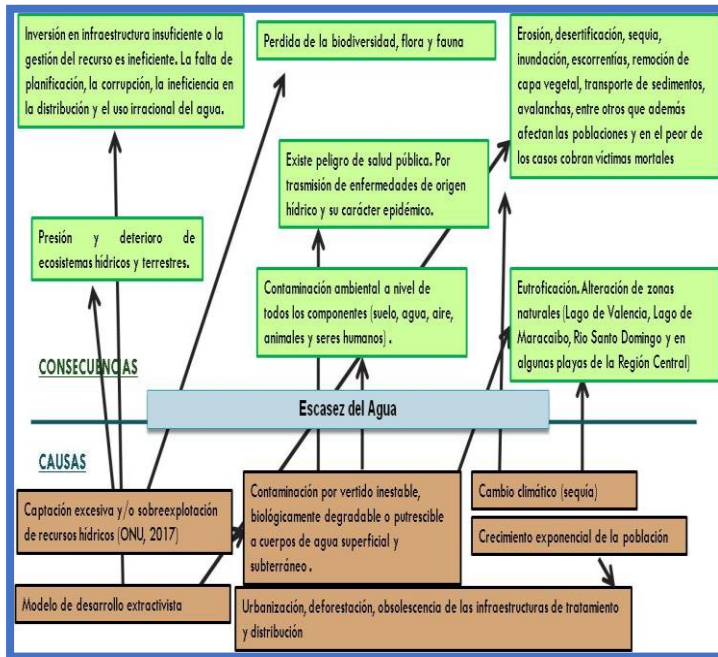 Inversión en infraestructura insuficiente o la
gestión del recurso es ineficiente. La falta de
planificación, la corrupción, la ineficiencia en
la distribución y el uso irracional del agua.
Perdida de la biodiversidad, flora y fauna
Erosión, desertificación, sequia,
inundación, escorrentías, remoción de
capa vegetal, transporte de sedimentos,
avalanchas, entre otros que además
afectan las poblaciones y en el peor de
los casos cobran víctimas mortales
Existe peligro de salud pública. Por
trasmisión de enfermedades de origen
hídrico y su carácter epidémico.
Presión y deterioro de
ecosistemas hídricos y terrestres.
Contaminación ambiental a nivel de
todos los componentes (suelo, agua, aire,
animales y seres humanos) .
Eutroficación. Alteración de zonas
naturales (Lago de Valencia, Lago de
Maracaibo, Rio Santo Domingo y en
algunas playas de la Región Central)
CONSECUENCIAS
Escasez del Agua
CAUSAS
Captación excesiva y/o sobreexplotación
de recursos hídricos (ONU, 2017)
Contaminación por vertido inestable,
biológicamente degradable o putrescible
a cuerpos de agua superficial y
subterráneo .
Cambio climático (sequía)
Crecimiento exponencial de la población
Modelo de desarrollo extractivista
Urbanización, deforestación, obsolescencia de las infraestructuras de tratamiento
y distribución